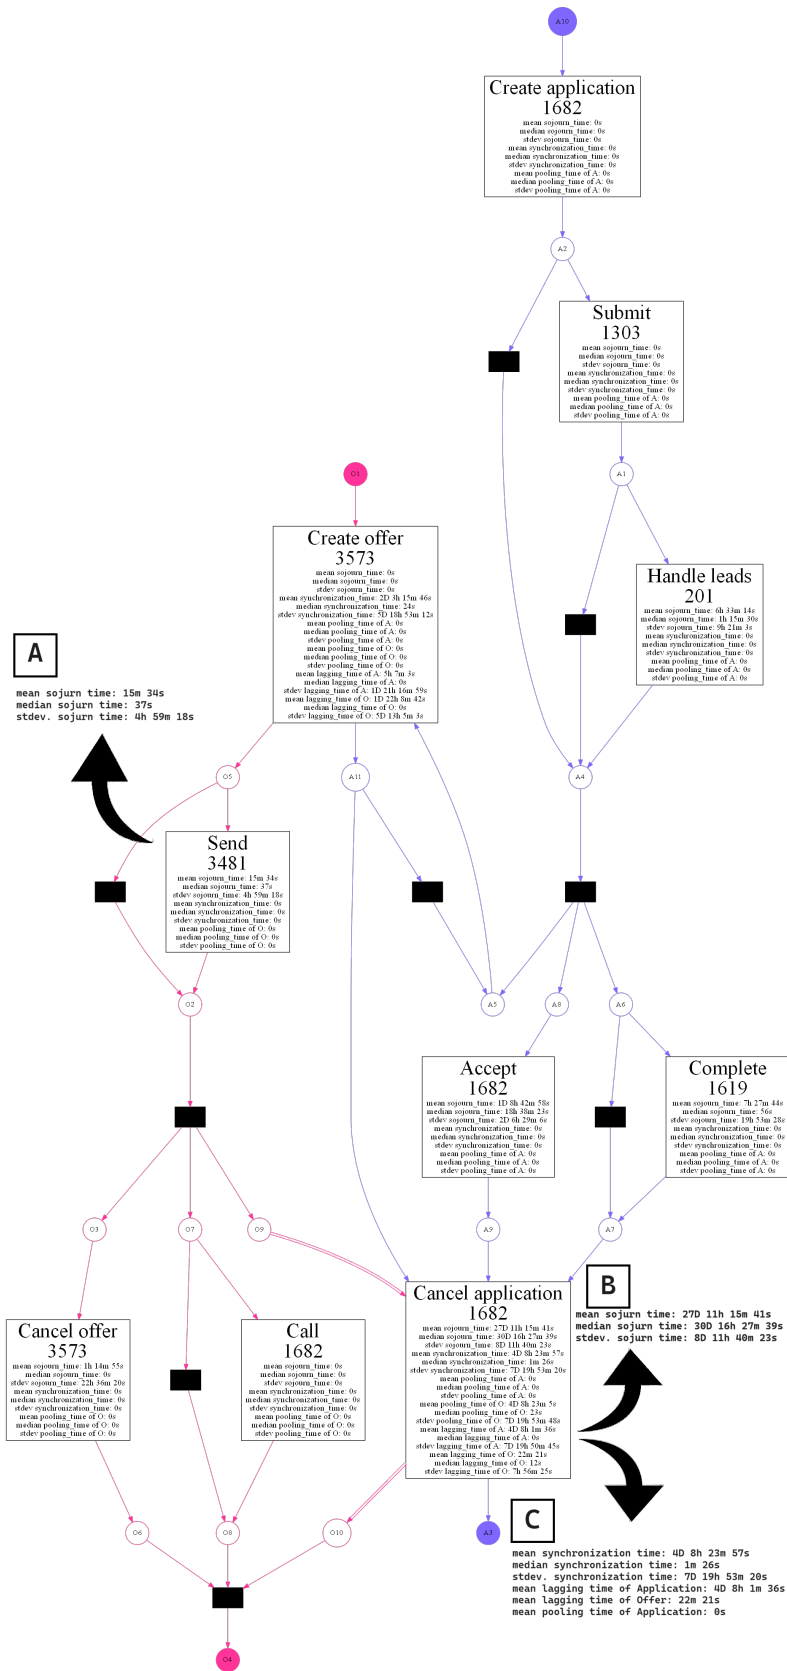 A10
Create application
1682
mean sojourn_time: 0s
median sojourn_time: 0s
stdev sojourn_time: 0s
mean synchronization_time: 0s
median synchronization_time: 0s
stdev synchronization_time: 0s
mean pooling_time of A: 0s
median pooling_time of A: 0s
stdev pooling_time of A: 0s
A2
Submit
1303
mean sojourn_time: 0s
median sojourn_time: 0s
stdev sojourn_time: 0s
mean synchronization_time: 0s
median synchronization_time: 0s
stdev synchronization_time: 0s
mean pooling_time of A: 0s
median pooling_time of A: 0s
stdev pooling_time of A: 0s
O1
A1
Create offer
3573
mean sojourn_time: 0s
median sojourn_time: 0s
stdev sojourn_time: 0s
mean synchronization_time: 2D 3h 15m 46s
median synchronization_time: 24s
stdev synchronization_time: 5D 18h 53m 12s
mean pooling_time of A: 0s
median pooling_time of A: 0s
stdev pooling_time of A: 0s
mean pooling_time of O: 0s
median pooling_time of O: 0s
stdev pooling_time of O: 0s
mean lagging_time of A: 5h 7m 3s
median lagging_time of A: 0s
stdev lagging_time of A: 1D 21h 16m 59s
mean lagging_time of O: 1D 22h 8m 42s
median lagging_time of O: 0s
stdev lagging_time of O: 5D 13h 5m 3s
Handle leads
201
mean sojourn_time: 6h 33m 14s
median sojourn_time: 1h 15m 30s
stdev sojourn_time: 9h 21m 3s
mean synchronization_time: 0s
median synchronization_time: 0s
stdev synchronization_time: 0s
mean pooling_time of A: 0s
median pooling_time of A: 0s
stdev pooling_time of A: 0s
A
mean sojurn time: 15m 34s
median sojurn time: 37s
stdev. sojurn time: 4h 59m 18s
O5
A11
A4
Send
3481
mean sojourn_time: 15m 34s
median sojourn_time: 37s
stdev sojourn_time: 4h 59m 18s
mean synchronization_time: 0s
median synchronization_time: 0s
stdev synchronization_time: 0s
mean pooling_time of O: 0s
median pooling_time of O: 0s
stdev pooling_time of O: 0s
O2
A5
A8
A6
Accept
1682
mean sojourn_time: 1D 8h 42m 58s
median sojourn_time: 18h 38m 23s
stdev sojourn_time: 2D 6h 29m 6s
mean synchronization_time: 0s
median synchronization_time: 0s
stdev synchronization_time: 0s
mean pooling_time of A: 0s
median pooling_time of A: 0s
stdev pooling_time of A: 0s
Complete
1619
mean sojourn_time: 7h 27m 44s
median sojourn_time: 56s
stdev sojourn_time: 19h 53m 28s
mean synchronization_time: 0s
median synchronization_time: 0s
stdev synchronization_time: 0s
mean pooling_time of A: 0s
median pooling_time of A: 0s
stdev pooling_time of A: 0s
O3
O7
O9
A9
A7
Cancel offer
3573
mean sojourn_time: 1h 14m 55s
median sojourn_time: 0s
stdev sojourn_time: 22h 36m 20s
mean synchronization_time: 0s
median synchronization_time: 0s
stdev synchronization_time: 0s
mean pooling_time of O: 0s
median pooling_time of O: 0s
stdev pooling_time of O: 0s
Call
1682
mean sojourn_time: 0s
median sojourn_time: 0s
stdev sojourn_time: 0s
mean synchronization_time: 0s
median synchronization_time: 0s
stdev synchronization_time: 0s
mean pooling_time of O: 0s
median pooling_time of O: 0s
stdev pooling_time of O: 0s
Cancel application
1682
mean sojourn_time: 27D 11h 15m 41s
median sojourn_time: 30D 16h 27m 39s
stdev sojourn_time: 8D 11h 40m 23s
mean synchronization_time: 4D 8h 23m 57s
median synchronization_time: 1m 26s
stdev synchronization_time: 7D 19h 53m 20s
mean pooling_time of A: 0s
median pooling_time of A: 0s
stdev pooling_time of A: 0s
mean pooling_time of O: 4D 8h 23m 5s
median pooling_time of O: 23s
stdev pooling_time of O: 7D 19h 53m 48s
mean lagging_time of A: 4D 8h 1m 36s
median lagging_time of A: 0s
stdev lagging_time of A: 7D 19h 50m 45s
mean lagging_time of O: 22m 21s
median lagging_time of O: 12s
stdev lagging_time of O: 7h 56m 25s
B
mean sojurn time: 27D 11h 15m 41s
median sojurn time: 30D 16h 27m 39s
stdev. sojurn time: 8D 11h 40m 23s
O6
O8
O10
A3
C
mean synchronization time: 4D 8h 23m 57s
median synchronization time: 1m 26s
stdev. synchronization time: 7D 19h 53m 20s
mean lagging time of Application: 4D 8h 1m 36s
mean lagging time of Offer: 22m 21s
mean pooling time of Application: 0s
O4